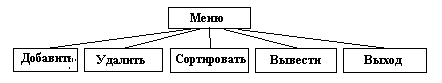 Меню
Добавить
Удалить
Сортировать
Вывести
Выход